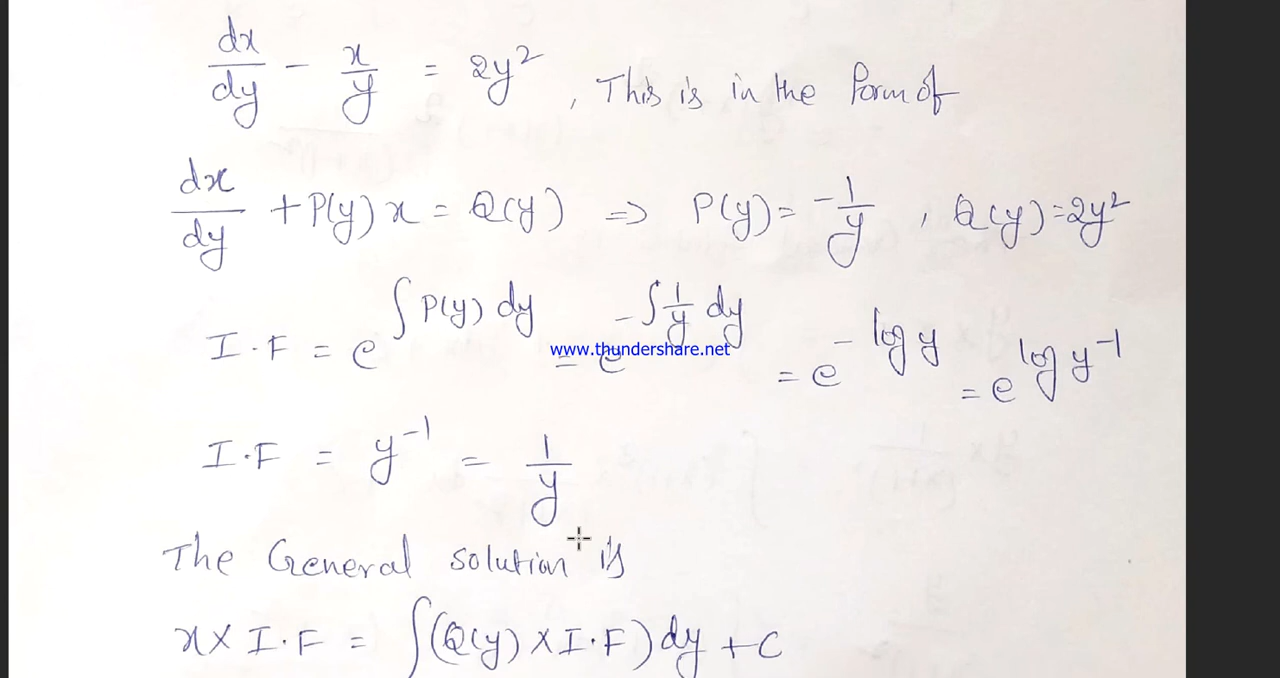 dx/dy - x/y = 2y², This is in the form of
dx/dy + P(y) x = Q(y) ⇒ P(y) = -1/y , Q(y) = 2y²
I.F = e^∫P(y) dy = e^-∫1/y dy = e^-log y = e^log y^-1
www.thundershare.net
I.F = y^-1 = 1/y
The General solution is
x × I.F = ∫(Q(y) × I.F) dy + C